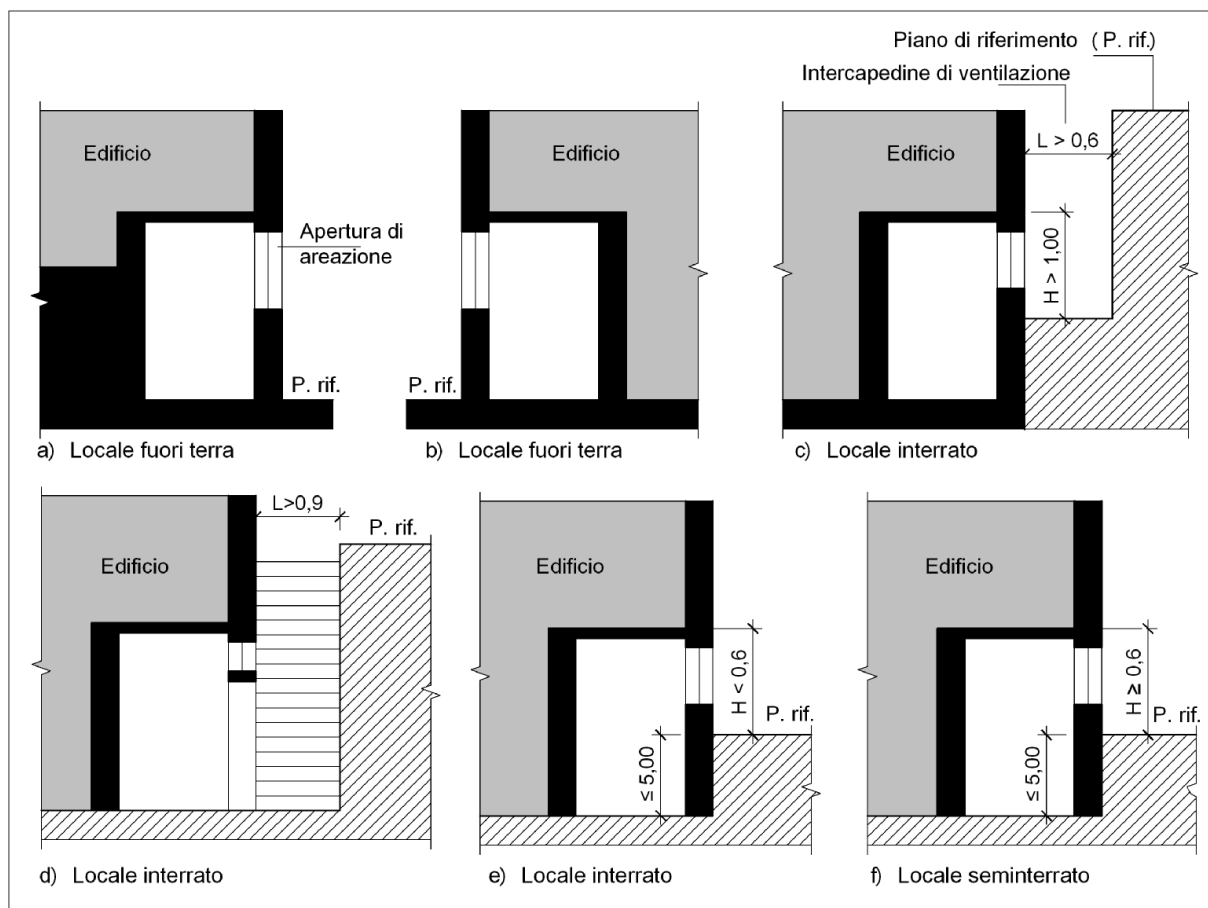 Piano di riferimento (P. rif.)
Intercapedine di ventilazione
Edificio
Apertura di
areazione
P. rif.
a) Locale fuori terra
Edificio
P. rif.
b) Locale fuori terra
Edificio
L > 0,6
H > 1,00
c) Locale interrato
L>0,9
P. rif.
Edificio
d) Locale interrato
Edificio
H < 0,6
P. rif.
≤ 5,00
e) Locale interrato
Edificio
H ≥ 0,6
P. rif.
≤ 5,00
f) Locale seminterrato